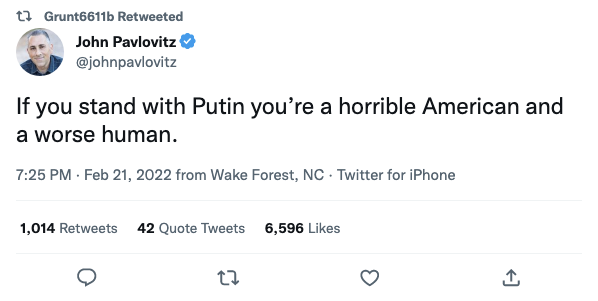 Grunt6611b Retweeted
John Pavlovitz
@johnpavlovitz
If you stand with Putin you’re a horrible American and
a worse human.
7:25 PM · Feb 21, 2022 from Wake Forest, NC · Twitter for iPhone
1,014 Retweets 42 Quote Tweets 6,596 Likes